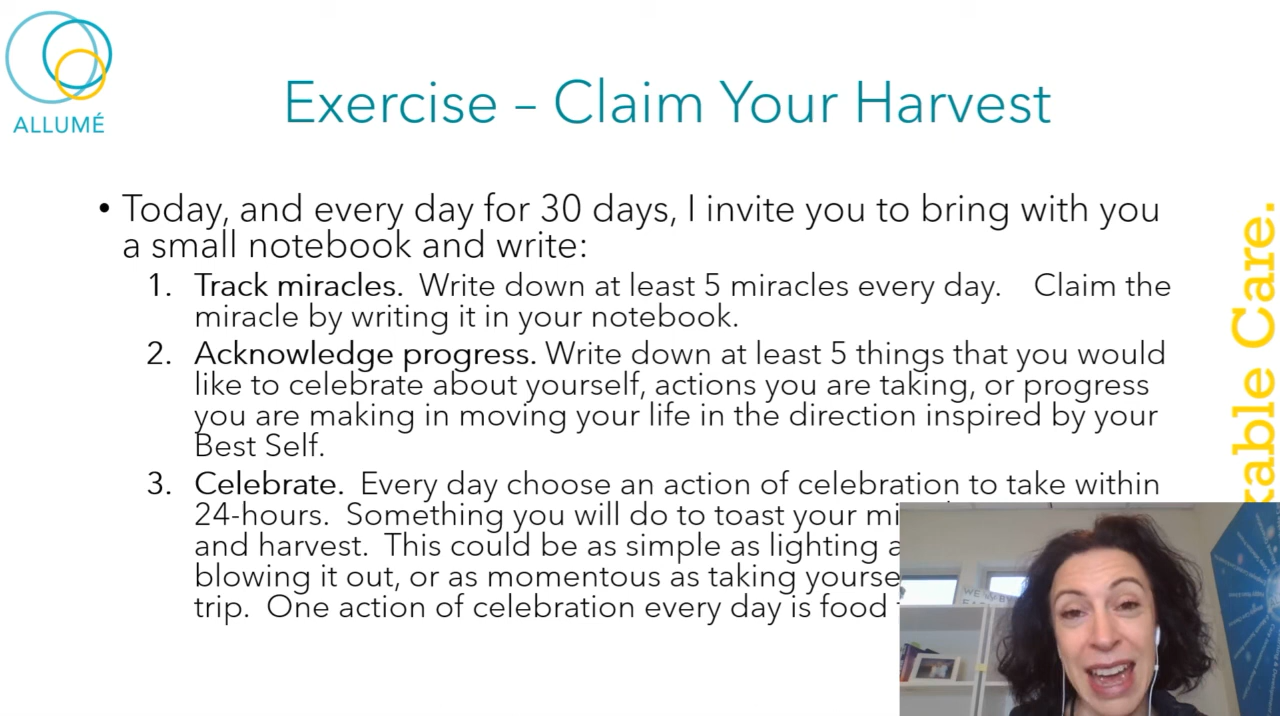 ALLUMÉ
Exercise – Claim Your Harvest
• Today, and every day for 30 days, I invite you to bring with you
a small notebook and write:
1. Track miracles. Write down at least 5 miracles every day. Claim the
miracle by writing it in your notebook.
2. Acknowledge progress. Write down at least 5 things that you would
like to celebrate about yourself, actions you are taking, or progress
you are making in moving your life in the direction inspired by your
Best Self.
3. Celebrate. Every day choose an action of celebration to take within
24-hours. Something you will do to toast your mi
and harvest. This could be as simple as lighting a
blowing it out, or as momentous as taking yourse
trip. One action of celebration every day is food
kable Care.